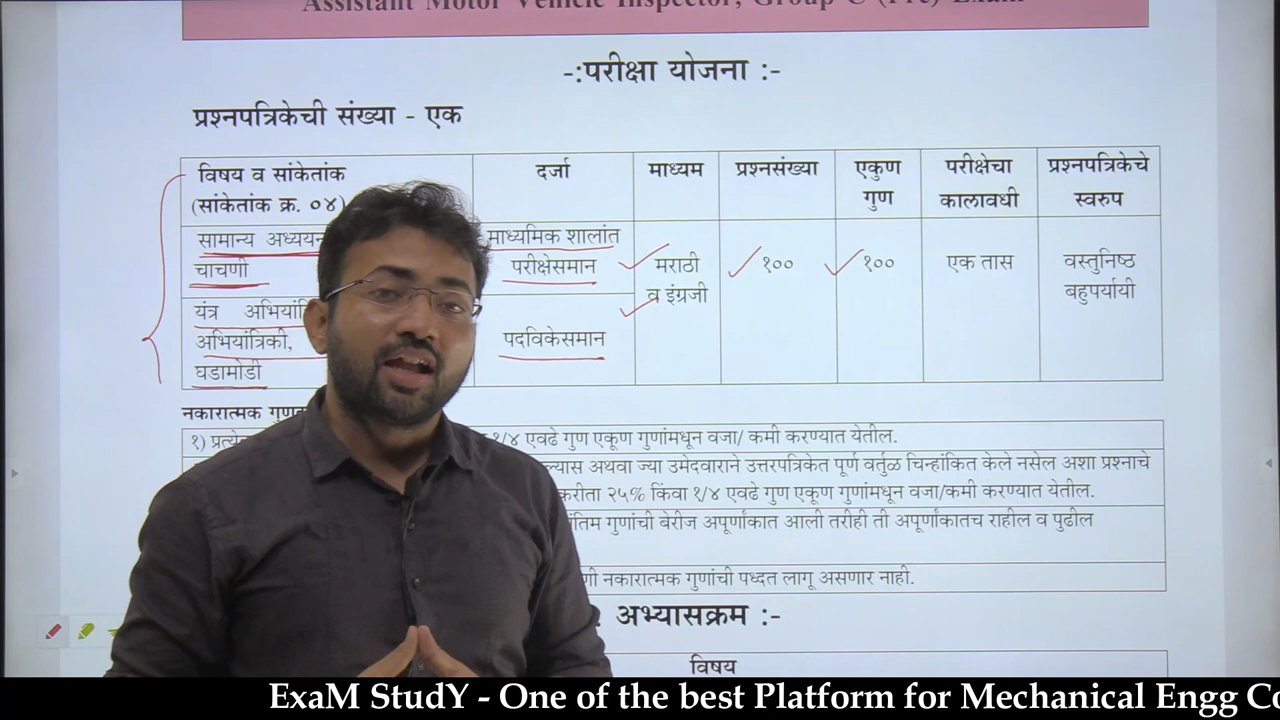 Assistant Motor Vehicle Inspector, Group C (Pre) Exam
-:परीक्षा योजना :-
प्रश्नपत्रिकेची संख्या - एक
विषय व सांकेतांक
(सांकेतांक क्र. ०४)
दर्जा
माध्यम
प्रश्नसंख्या
एकुण
गुण
परीक्षेचा
कालावधी
प्रश्नपत्रिकेचे
स्वरुप
सामान्य अध्ययन
चाचणी
माध्यमिक शालांत
परीक्षेसमान
मराठी
व इंग्रजी
१००
१००
एक तास
वस्तुनिष्ठ
बहुपर्यायी
यंत्र
अभियांत्रिकी,
घडामोडी
पदविकेसमान
नकारात्मक
१) १/४ एवढे गुण एकूण गुणांमधून वजा/ कमी करण्यात येतील.
ल्यास अथवा ज्या उमेदवाराने उत्तरपत्रिकेत पूर्ण वर्तुळ चिन्हांकित केले नसेल अशा प्रश्नाचे
करीता २५% किंवा १/४ एवढे गुण एकूण गुणांमधून वजा/कमी करण्यात येतील.
गुणांची बेरीज अपूर्णांकात आली तरीही ती अपूर्णांकातच राहील व पुढील
नकारात्मक गुणांची पध्दत लागू असणार नाही.
अभ्यासक्रम :-
विषय
ExaM StudY - One of the best Platform for Mechanical Engg